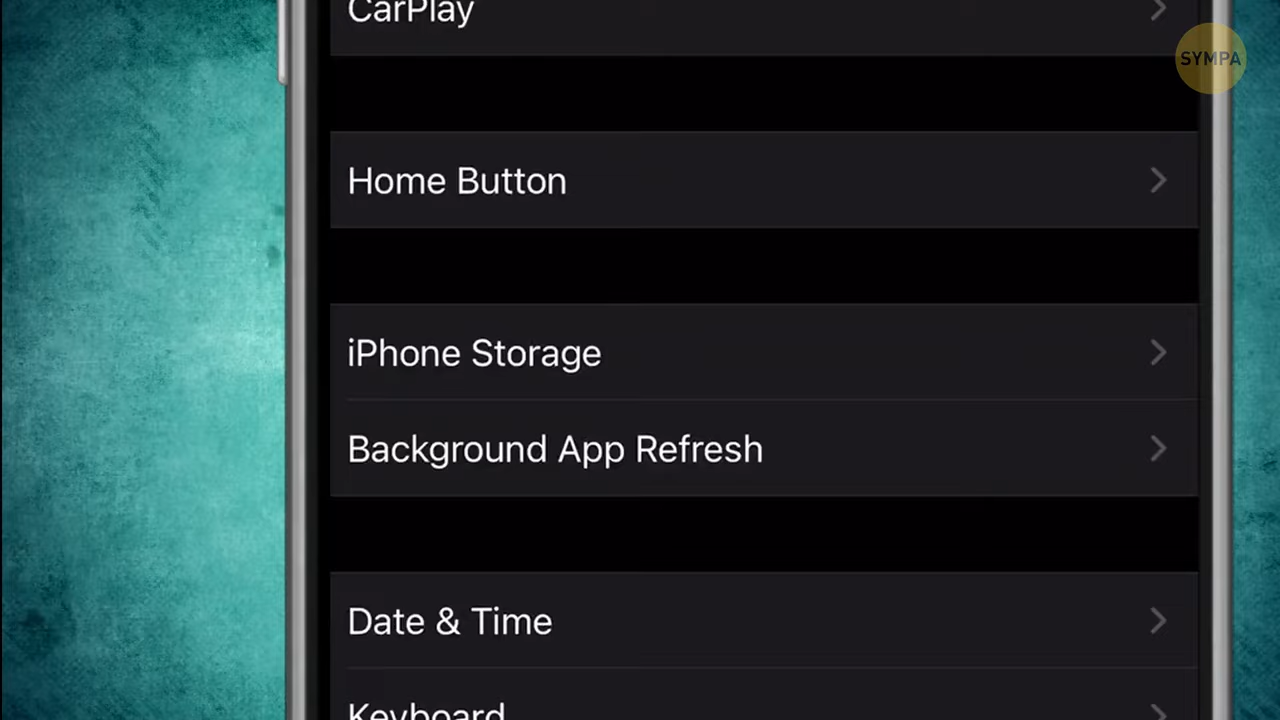 CarPlay
SYMPA
Home Button
iPhone Storage
Background App Refresh
Date & Time
Keyboard